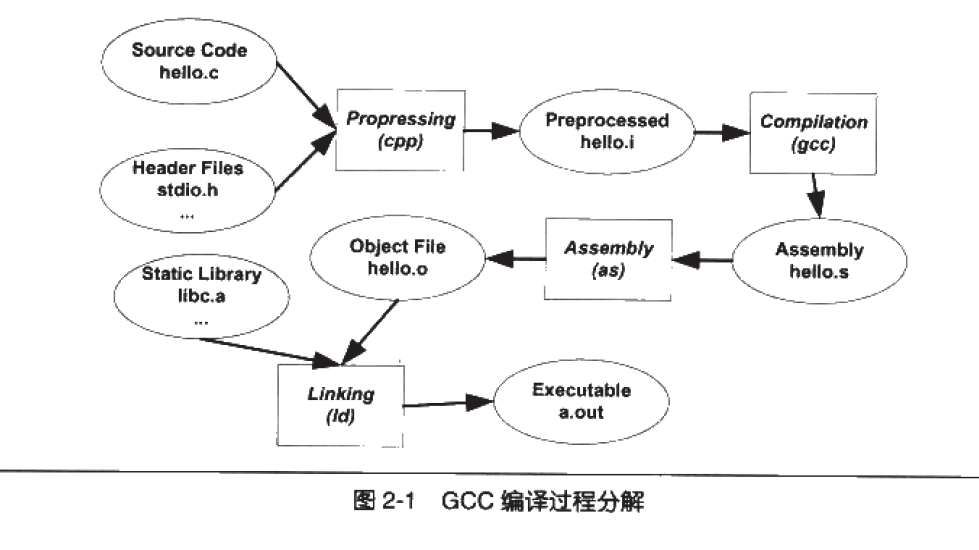 Source Code
hello.c
Header Files
stdio.h
...
Propressing
(cpp)
Preprocessed
hello.i
Compilation
(gcc)
Assembly
hello.s
Assembly
(as)
Object File
hello.o
Static Library
libc.a
...
Linking
(ld)
Executable
a.out
图 2-1 GCC 编译过程分解